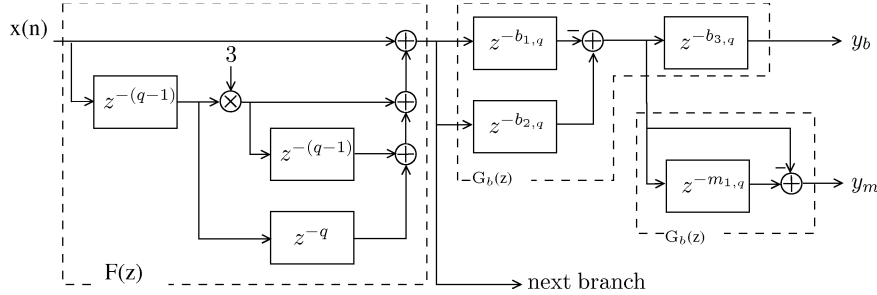 x(n)
3
z^{-(q-1)}
z^{-(q-1)}
z^{-q}
F(z)
z^{-b_{1,q}}
−
z^{-b_{2,q}}
G_b(z)
z^{-b_{3,q}}
y_b
−
z^{-m_{1,q}}
y_m
G_b(z)
next branch